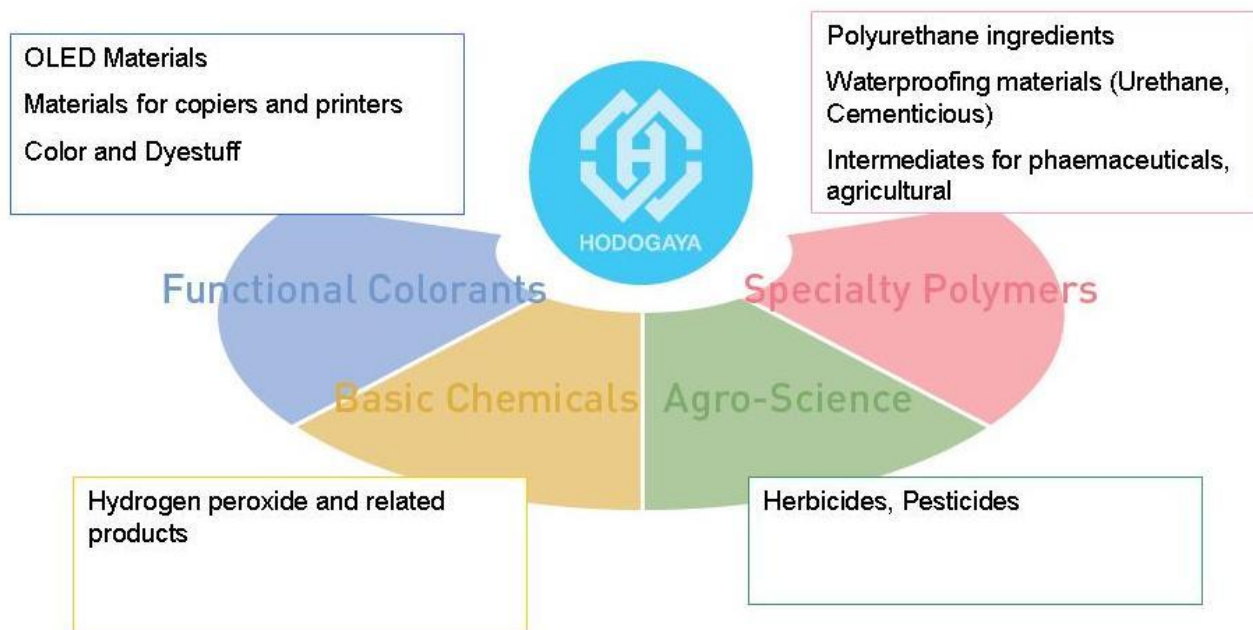 OLED Materials
Materials for copiers and printers
Color and Dyestuff
HODOGAYA
Polyurethane ingredients
Waterproofing materials (Urethane,
Cementicious)
Intermediates for phaemaceuticals,
agricultural
Functional Colorants
Specialty Polymers
Basic Chemicals
Agro-Science
Hydrogen peroxide and related
products
Herbicides, Pesticides